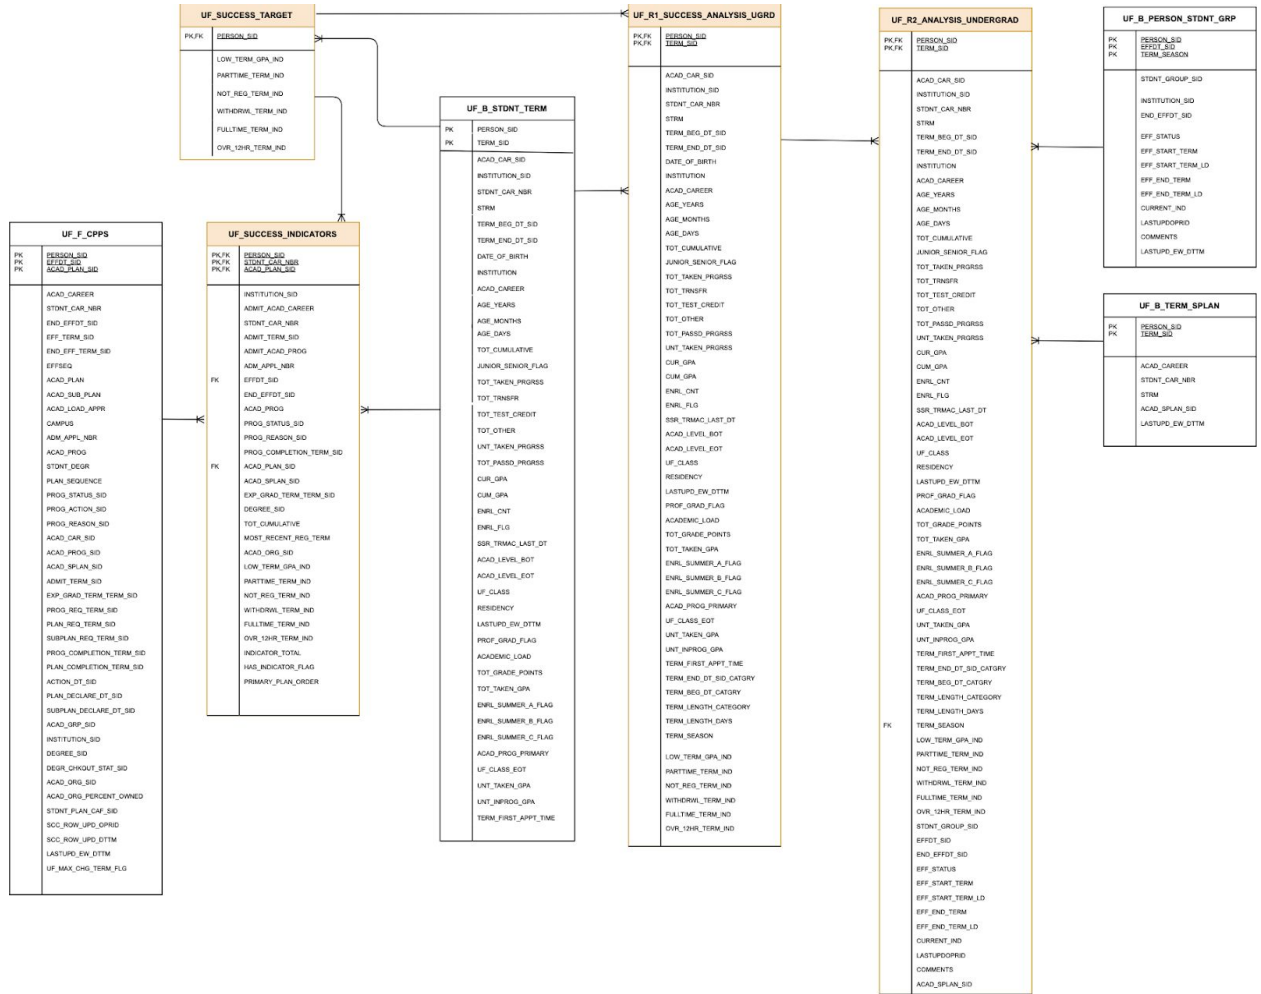 UF_SUCCESS_TARGET
PK,FK PERSON_SID
LOW_TERM_GPA_IND
PARTTIME_TERM_IND
NOT_REG_TERM_IND
WITHDRWL_TERM_IND
FULLTIME_TERM_IND
OVR_12HR_TERM_IND
UF_F_CPPS
PK PERSON_SID
PK EFFDT_SID
PK ACAD_PLAN_SID
ACAD_CAREER
STDNT_CAR_NBR
END_EFFDT_SID
EFF_TERM_SID
END_EFF_TERM_SID
EFFSEQ
ACAD_PLAN
ACAD_SUB_PLAN
ACAD_LOAD_APPR
CAMPUS
ADM_APPL_NBR
ACAD_PROG
STDNT_DEGR
PLAN_SEQUENCE
PROG_STATUS_SID
PROG_ACTION_SID
PROG_REASON_SID
ACAD_CAR_SID
ACAD_PROG_SID
ACAD_SPLAN_SID
ADMIT_TERM_SID
EXP_GRAD_TERM_TERM_SID
PROG_REQ_TERM_SID
PLAN_REQ_TERM_SID
SUBPLAN_REQ_TERM_SID
PROG_COMPLETION_TERM_SID
PLAN_COMPLETION_TERM_SID
ACTION_DT_SID
PLAN_DECLARE_DT_SID
SUBPLAN_DECLARE_DT_SID
ACAD_GRP_SID
INSTITUTION_SID
DEGREE_SID
DEGR_CHKOUT_STAT_SID
ACAD_ORG_SID
ACAD_ORG_PERCENT_OWNED
STDNT_PLAN_CAF_SID
SCC_ROW_UPD_OPRID
SCC_ROW_UPD_DTTM
LASTUPD_EW_DTTM
UF_MAX_CHG_TERM_FLG
UF_SUCCESS_INDICATORS
PK,FK PERSON_SID
PK,FK STDNT_CAR_NBR
PK,FK ACAD_PLAN_SID
INSTITUTION_SID
ADMIT_ACAD_CAREER
STDNT_CAR_NBR
ADMIT_TERM_SID
ADMIT_ACAD_PROG
ADM_APPL_NBR
FK EFFDT_SID
END_EFFDT_SID
ACAD_PROG
PROG_STATUS_SID
PROG_REASON_SID
PROG_COMPLETION_TERM_SID
FK ACAD_PLAN_SID
ACAD_SPLAN_SID
EXP_GRAD_TERM_TERM_SID
DEGREE_SID
TOT_CUMULATIVE
MOST_RECENT_REG_TERM
ACAD_ORG_SID
LOW_TERM_GPA_IND
PARTTIME_TERM_IND
NOT_REG_TERM_IND
WITHDRWL_TERM_IND
FULLTIME_TERM_IND
OVR_12HR_TERM_IND
INDICATOR_TOTAL
HAS_INDICATOR_FLAG
PRIMARY_PLAN_ORDER
UF_B_STDNT_TERM
PK PERSON_SID
PK TERM_SID
ACAD_CAR_SID
INSTITUTION_SID
STDNT_CAR_NBR
STRM
TERM_BEG_DT_SID
TERM_END_DT_SID
DATE_OF_BIRTH
INSTITUTION
ACAD_CAREER
AGE_YEARS
AGE_MONTHS
AGE_DAYS
TOT_CUMULATIVE
JUNIOR_SENIOR_FLAG
TOT_TAKEN_PRGRSS
TOT_TRNSFR
TOT_TEST_CREDIT
TOT_OTHER
UNT_TAKEN_PRGRSS
TOT_PASSD_PRGRSS
CUR_GPA
CUM_GPA
ENRL_CNT
ENRL_FLG
SSR_TRMAC_LAST_DT
ACAD_LEVEL_BOT
ACAD_LEVEL_EOT
UF_CLASS
RESIDENCY
LASTUPD_EW_DTTM
PROF_GRAD_FLAG
ACADEMIC_LOAD
TOT_GRADE_POINTS
TOT_TAKEN_GPA
ENRL_SUMMER_A_FLAG
ENRL_SUMMER_B_FLAG
ENRL_SUMMER_C_FLAG
ACAD_PROG_PRIMARY
UF_CLASS_EOT
UNT_TAKEN_GPA
UNT_INPROG_GPA
TERM_FIRST_APPT_TIME
UF_R1_SUCCESS_ANALYSIS_UGRD
PK,FK PERSON_SID
PK,FK TERM_SID
ACAD_CAR_SID
INSTITUTION_SID
STDNT_CAR_NBR
STRM
TERM_BEG_DT_SID
TERM_END_DT_SID
DATE_OF_BIRTH
INSTITUTION
ACAD_CAREER
AGE_YEARS
AGE_MONTHS
AGE_DAYS
TOT_CUMULATIVE
JUNIOR_SENIOR_FLAG
TOT_TAKEN_PRGRSS
TOT_TRNSFR
TOT_TEST_CREDIT
TOT_OTHER
TOT_PASSD_PRGRSS
UNT_TAKEN_PRGRSS
CUR_GPA
CUM_GPA
ENRL_CNT
ENRL_FLG
SSR_TRMAC_LAST_DT
ACAD_LEVEL_BOT
ACAD_LEVEL_EOT
UF_CLASS
RESIDENCY
LASTUPD_EW_DTTM
PROF_GRAD_FLAG
ACADEMIC_LOAD
TOT_GRADE_POINTS
TOT_TAKEN_GPA
ENRL_SUMMER_A_FLAG
ENRL_SUMMER_B_FLAG
ENRL_SUMMER_C_FLAG
ACAD_PROG_PRIMARY
UF_CLASS_EOT
UNT_TAKEN_GPA
UNT_INPROG_GPA
TERM_FIRST_APPT_TIME
TERM_END_DT_SID_CATGRY
TERM_BEG_DT_CATGRY
TERM_LENGTH_CATEGORY
TERM_LENGTH_DAYS
TERM_SEASON
LOW_TERM_GPA_IND
PARTTIME_TERM_IND
NOT_REG_TERM_IND
WITHDRWL_TERM_IND
FULLTIME_TERM_IND
OVR_12HR_TERM_IND
UF_R2_ANALYSIS_UNDERGRAD
PK,FK PERSON_SID
PK,FK TERM_SID
ACAD_CAR_SID
INSTITUTION_SID
STDNT_CAR_NBR
STRM
TERM_BEG_DT_SID
TERM_END_DT_SID
INSTITUTION
ACAD_CAREER
AGE_YEARS
AGE_MONTHS
AGE_DAYS
TOT_CUMULATIVE
JUNIOR_SENIOR_FLAG
TOT_TAKEN_PRGRSS
TOT_TRNSFR
TOT_TEST_CREDIT
TOT_OTHER
TOT_PASSD_PRGRSS
UNT_TAKEN_PRGRSS
CUR_GPA
CUM_GPA
ENRL_CNT
ENRL_FLG
SSR_TRMAC_LAST_DT
ACAD_LEVEL_BOT
ACAD_LEVEL_EOT
UF_CLASS
RESIDENCY
LASTUPD_EW_DTTM
PROF_GRAD_FLAG
ACADEMIC_LOAD
TOT_GRADE_POINTS
TOT_TAKEN_GPA
ENRL_SUMMER_A_FLAG
ENRL_SUMMER_B_FLAG
ENRL_SUMMER_C_FLAG
ACAD_PROG_PRIMARY
UF_CLASS_EOT
UNT_TAKEN_GPA
UNT_INPROG_GPA
TERM_FIRST_APPT_TIME
TERM_END_DT_SID_CATGRY
TERM_BEG_DT_CATGRY
TERM_LENGTH_CATEGORY
TERM_LENGTH_DAYS
FK TERM_SEASON
LOW_TERM_GPA_IND
PARTTIME_TERM_IND
NOT_REG_TERM_IND
WITHDRWL_TERM_IND
FULLTIME_TERM_IND
OVR_12HR_TERM_IND
STDNT_GROUP_SID
EFFDT_SID
END_EFFDT_SID
EFF_STATUS
EFF_START_TERM
EFF_START_TERM_LD
EFF_END_TERM
EFF_END_TERM_LD
CURRENT_IND
LASTUPDOPRID
COMMENTS
ACAD_SPLAN_SID
UF_B_PERSON_STDNT_GRP
PK PERSON_SID
PK EFFDT_SID
PK TERM_SEASON
STDNT_GROUP_SID
INSTITUTION_SID
END_EFFDT_SID
EFF_STATUS
EFF_START_TERM
EFF_START_TERM_LD
EFF_END_TERM
EFF_END_TERM_LD
CURRENT_IND
LASTUPDOPRID
COMMENTS
LASTUPD_EW_DTTM
UF_B_TERM_SPLAN
PK PERSON_SID
PK TERM_SID
ACAD_CAREER
STDNT_CAR_NBR
STRM
ACAD_SPLAN_SID
LASTUPD_EW_DTTM